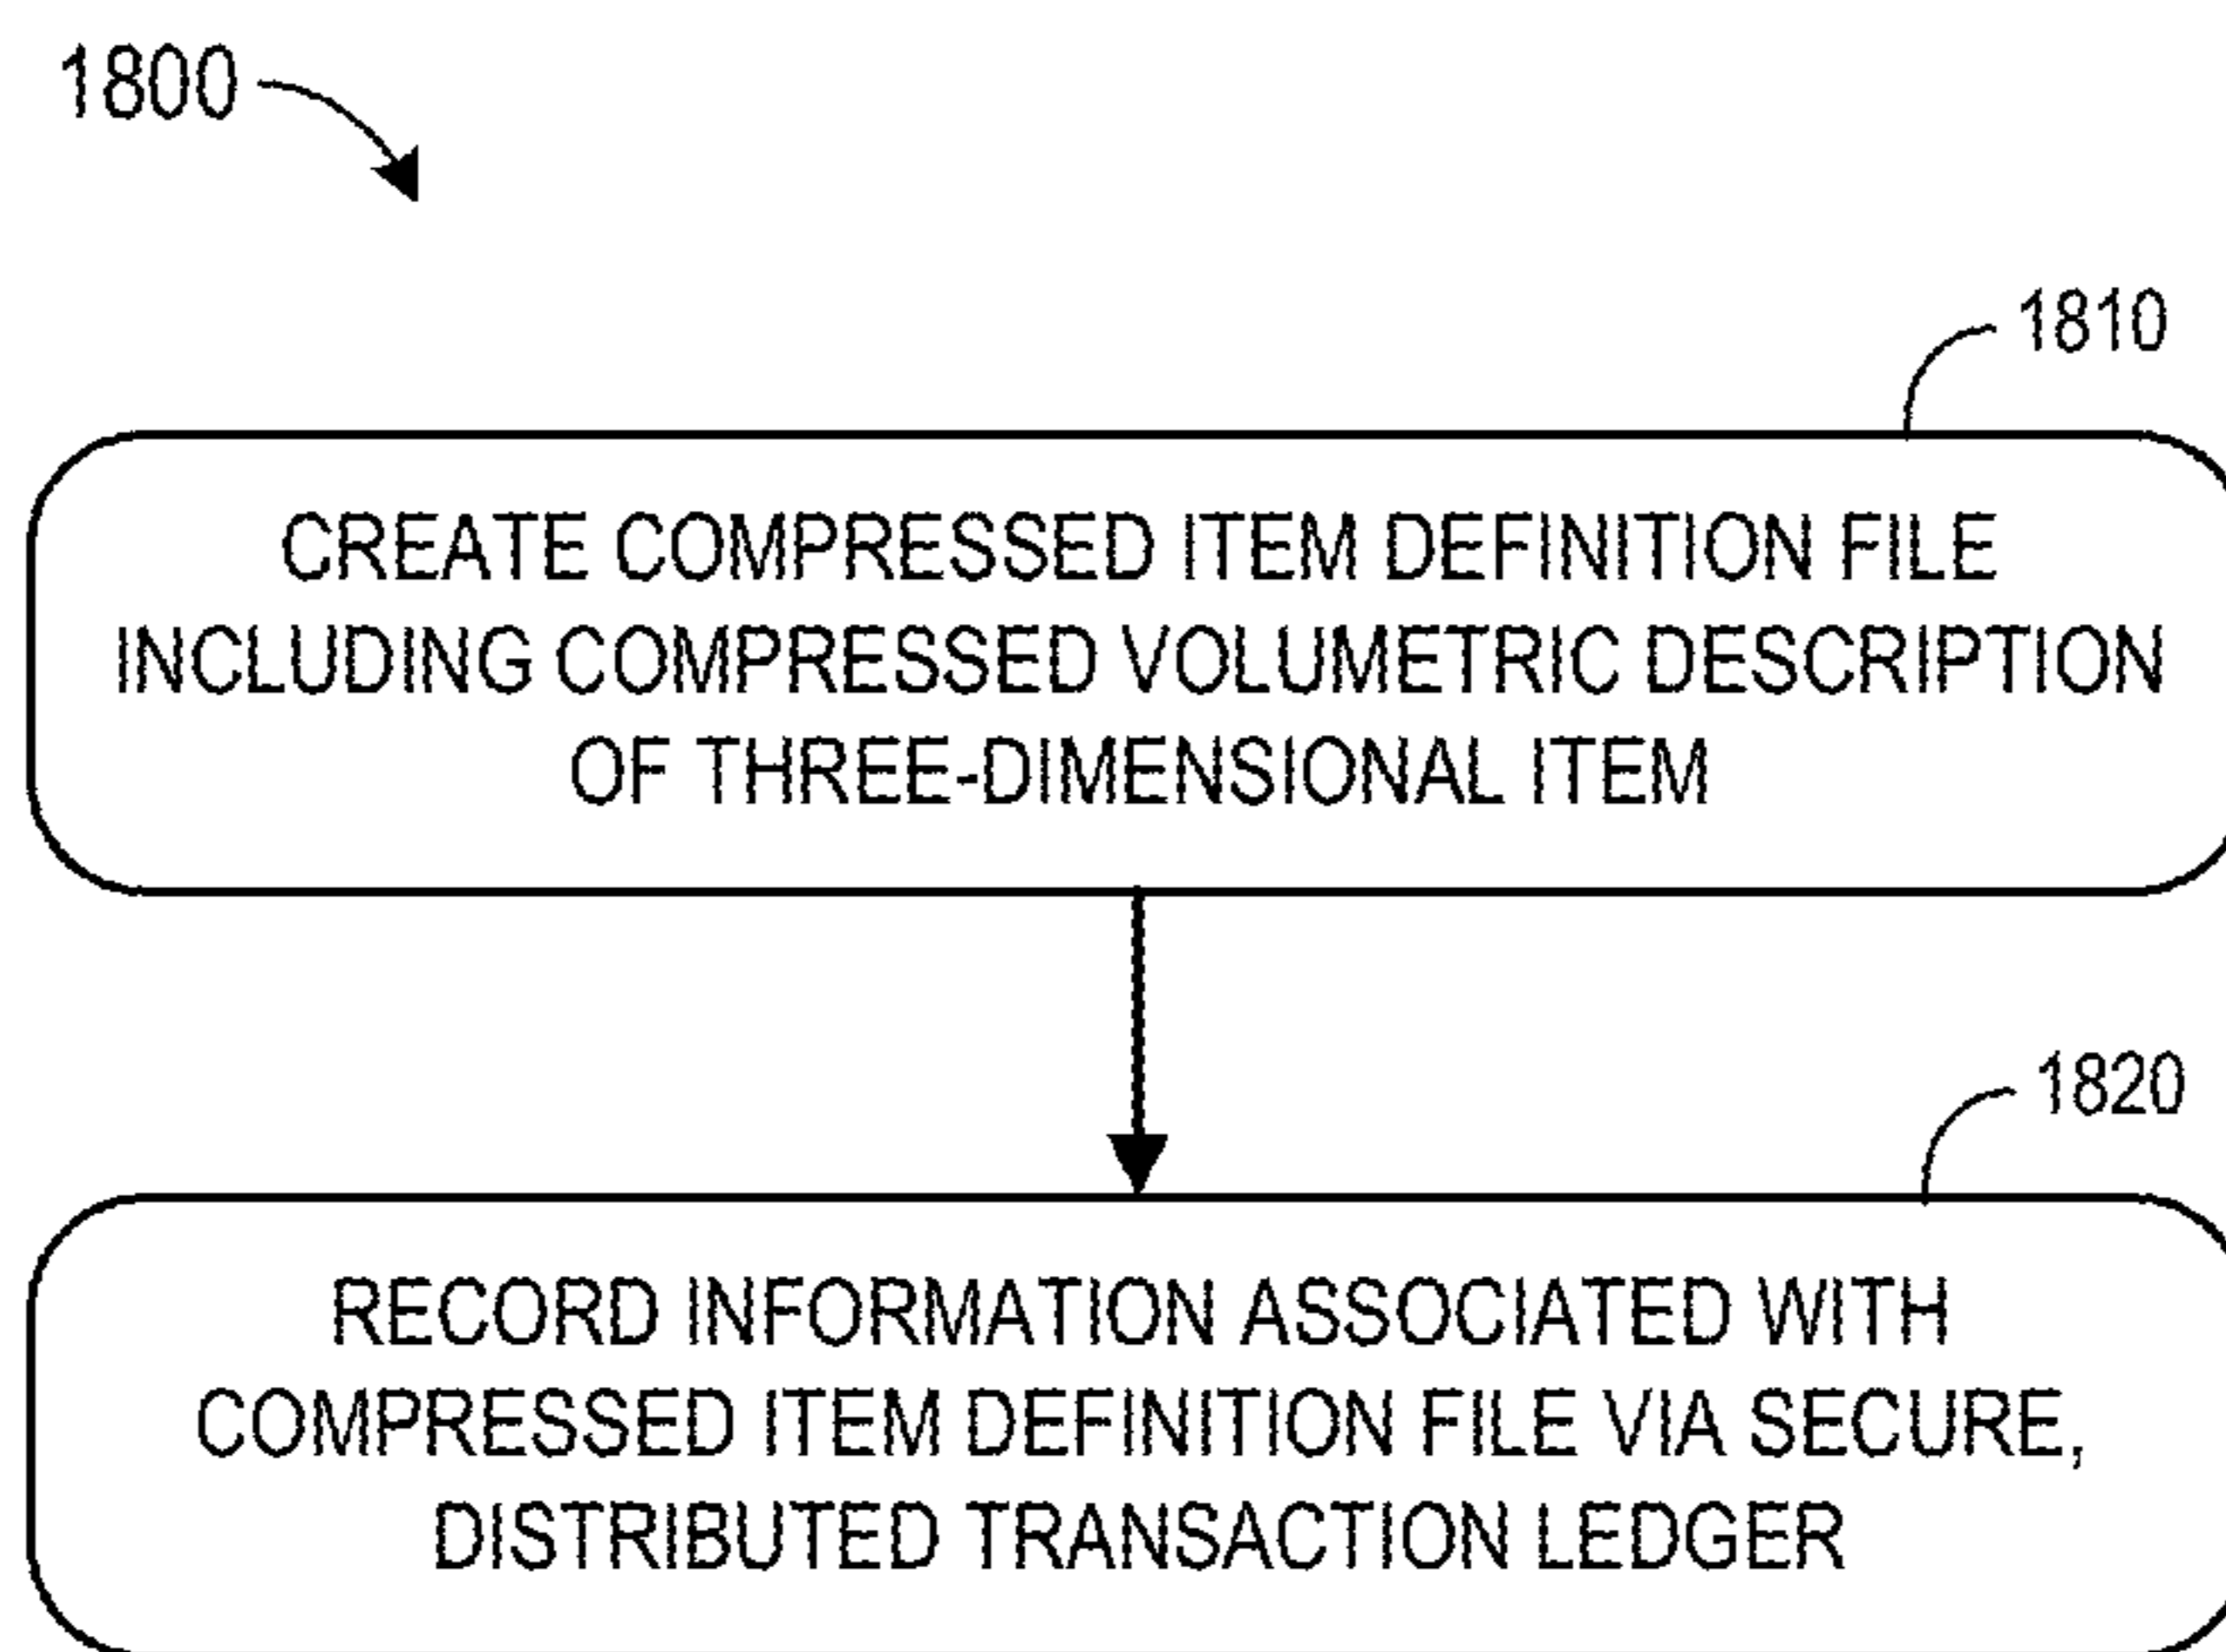 1800
1810
CREATE COMPRESSED ITEM DEFINITION FILE
INCLUDING COMPRESSED VOLUMETRIC DESCRIPTION
OF THREE-DIMENSIONAL ITEM
1820
RECORD INFORMATION ASSOCIATED WITH
COMPRESSED ITEM DEFINITION FILE VIA SECURE,
DISTRIBUTED TRANSACTION LEDGER